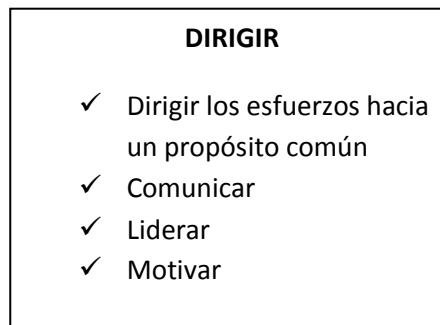 DIRIGIR
✓ Dirigir los esfuerzos hacia
un propósito común
✓ Comunicar
✓ Liderar
✓ Motivar